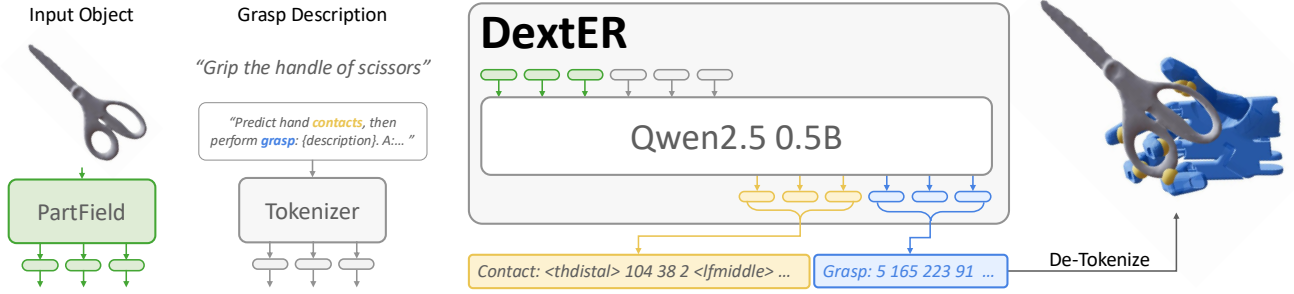 Input Object
Grasp Description
“Grip the handle of scissors”
“Predict hand contacts, then
perform grasp: {description}. A:... ”
PartField
Tokenizer
DextER
Qwen2.5 0.5B
Contact: <thdistal> 104 38 2 <lfmiddle> ...
Grasp: 5 165 223 91 ...
De-Tokenize